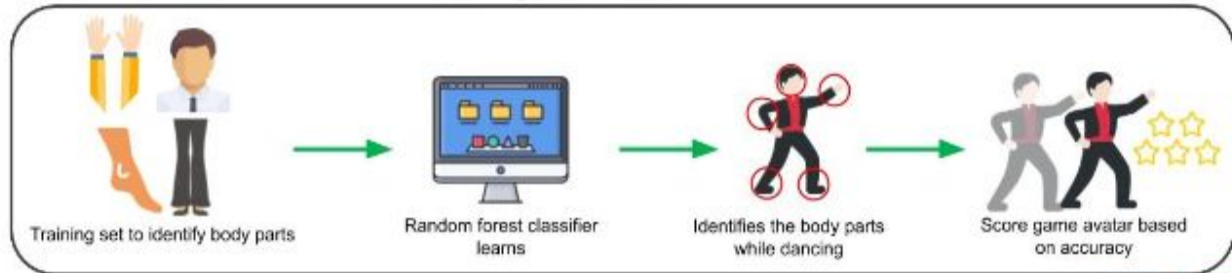 Training set to identify body parts
Random forest classifier
learns
Identifies the body parts
while dancing
Score game avatar based
on accuracy